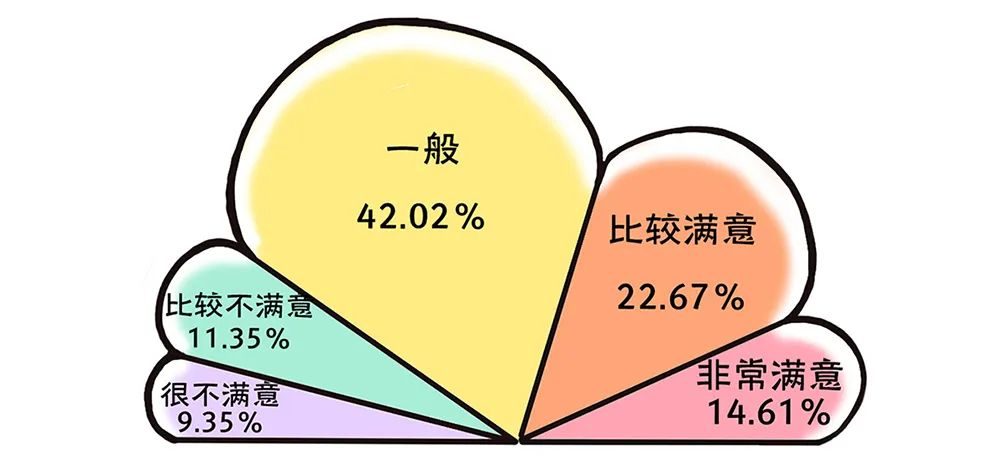 一般
42.02%
比较满意
22.67%
比较不满意
11.35%
非常满意
14.61%
很不满意
9.35%